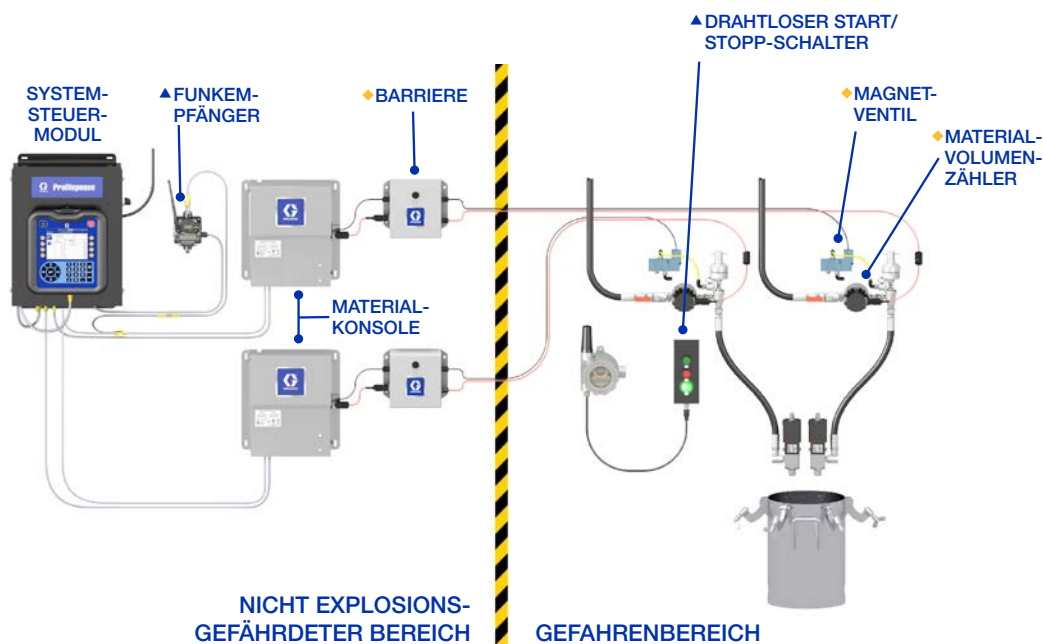 ▲DRAHTLOSER START/
STOPP-SCHALTER
SYSTEM-
STEUER-
MODUL
▲FUNKEM-
PFÄNGER
◆BARRIERE
◆MAGNET-
VENTIL
◆MATERIAL-
VOLUMEN-
ZÄHLER
ProDispense
MATERIAL-
KONSOLE
NICHT EXPLOSIONS-
GEFÄHRDETER BEREICH
GEFAHRENBEREICH